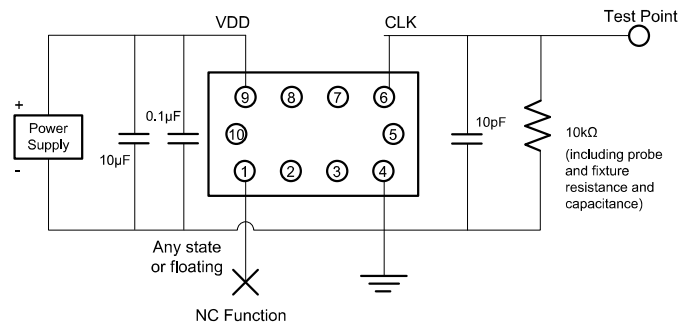 VDD
CLK
Test Point
+
Power
Supply
-
10µF
0.1µF
9
8
7
6
10
5
1
2
3
4
10pF
10kΩ
(including probe
and fixture
resistance and
capacitance)
Any state
or floating
NC Function